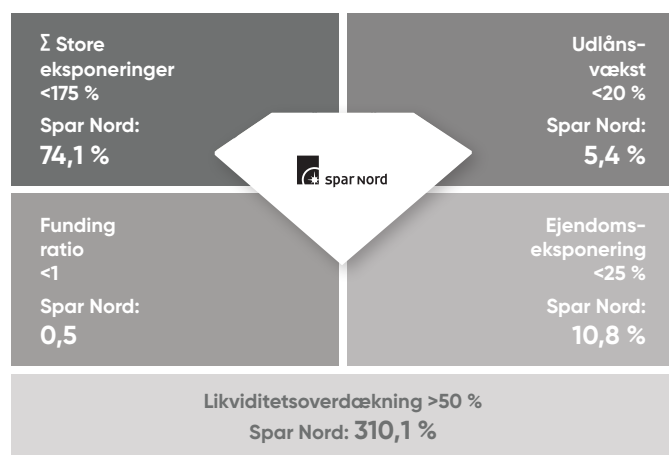 Σ Store
eksponeringer
<175 %
Spar Nord:
74,1 %
Udlåns-
vækst
<20 %
Spar Nord:
5,4 %
spar nord
Funding
ratio
<1
Spar Nord:
0,5
Ejendoms-
eksponering
<25 %
Spar Nord:
10,8 %
Likviditetsoverdækning >50 %
Spar Nord: 310,1 %